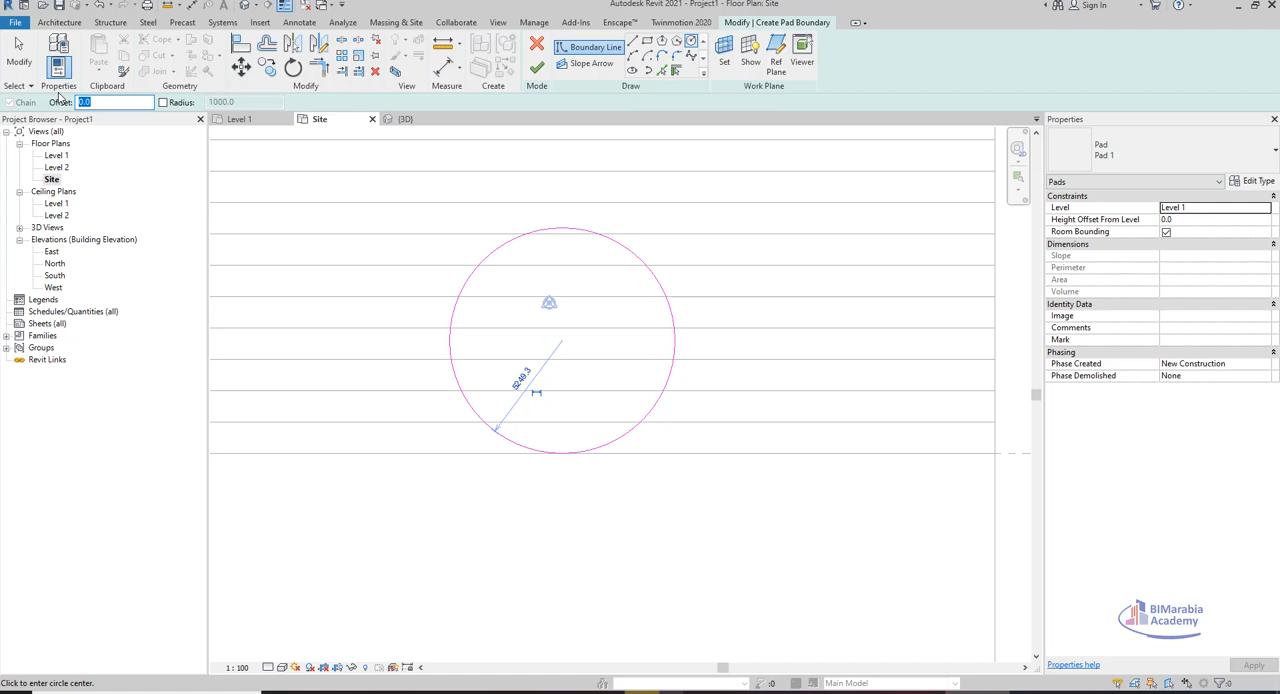 Autodesk Revit 2021 - Project1 - Floor Plan: Site
Sign In
File Architecture Structure Steel Precast Systems Insert Annotate Analyze Massing & Site Collaborate View Manage Add-Ins Enscape™ Twinmotion 2020 Modify | Create Pad Boundary
Modify Paste Cope Cut Join Boundary Line Slope Arrow Set Show Ref Plane Viewer
Select Properties Clipboard Geometry Modify View Measure Create Mode Draw Work Plane
Chain Offset: 0.0 Radius: 1000.0
Project Browser - Project1
Views (all)
Floor Plans
Level 1
Level 2
Site
Ceiling Plans
Level 1
Level 2
3D Views
Elevations (Building Elevation)
East
North
South
West
Legends
Schedules/Quantities (all)
Sheets (all)
Families
Groups
Revit Links
Level 1 Site {3D}
5249.3
1 : 100
Properties
Pad
Pad 1
Pads Edit Type
Constraints
Level Level 1
Height Offset From Level 0.0
Room Bounding
Dimensions
Slope
Perimeter
Area
Volume
Identity Data
Image
Comments
Mark
Phasing
Phase Created New Construction
Phase Demolished None
BIMarabia
Academy
Properties help Apply
Click to enter circle center. :0 Main Model :0